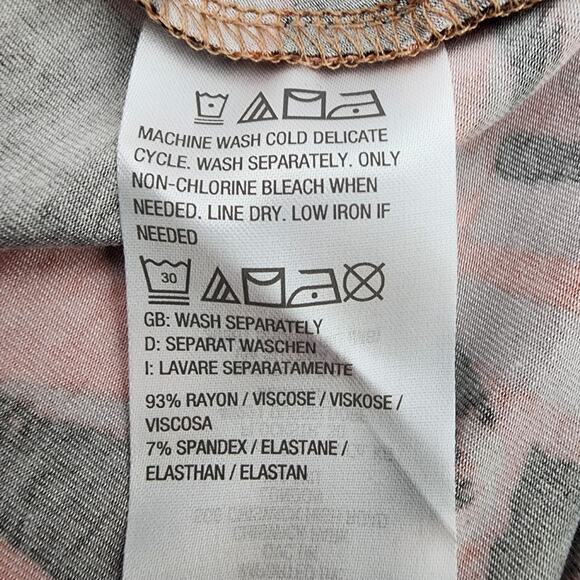 MACHINE WASH COLD DELICATE
CYCLE. WASH SEPARATELY. ONLY
NON-CHLORINE BLEACH WHEN
NEEDED. LINE DRY. LOW IRON IF
NEEDED
30
GB: WASH SEPARATELY
D: SEPARAT WASCHEN
I: LAVARE SEPARATAMENTE
93% RAYON / VISCOSE / VISKOSE /
VISCOSA
7% SPANDEX / ELASTANE /
ELASTHAN / ELASTAN